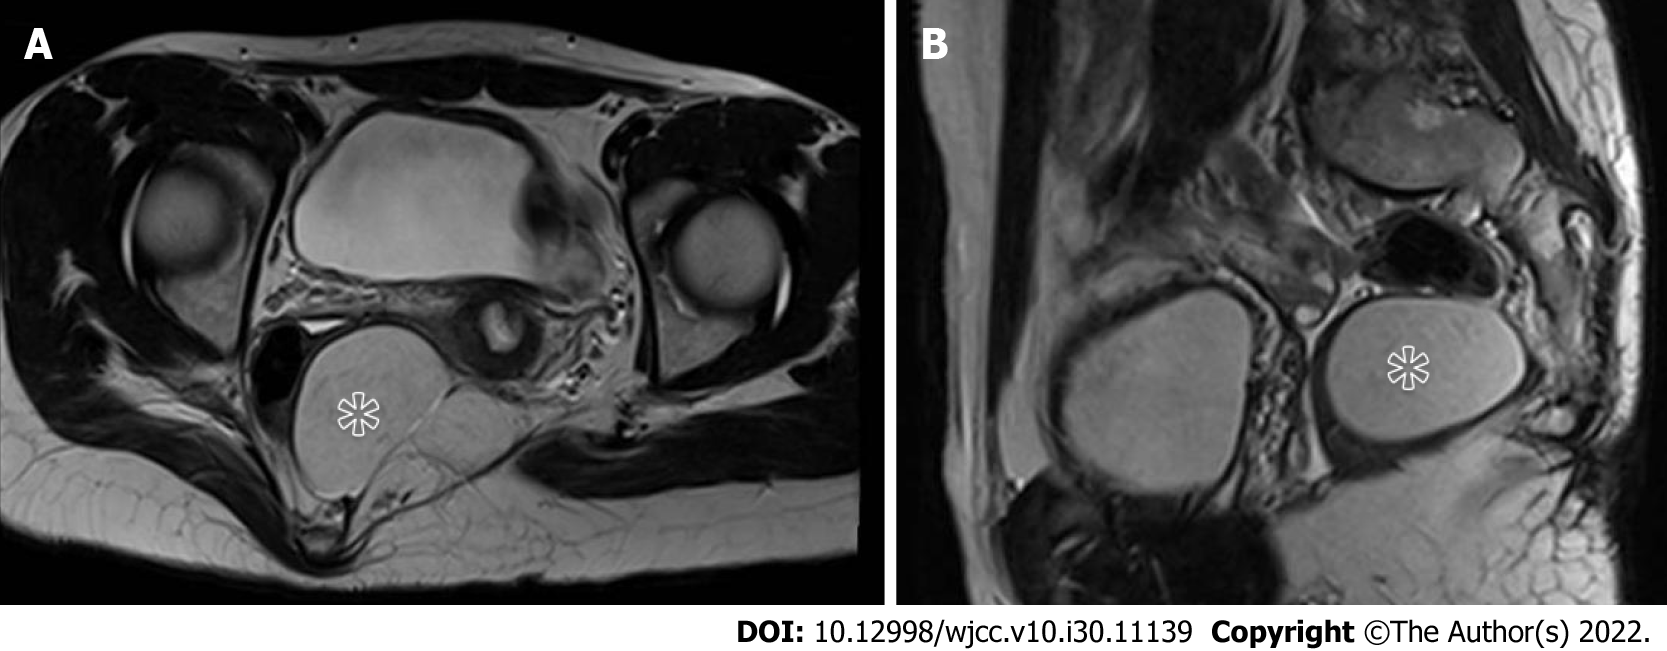 A
B
DOI: 10.12998/wjcc.v10.i30.11139 Copyright ©The Author(s) 2022.